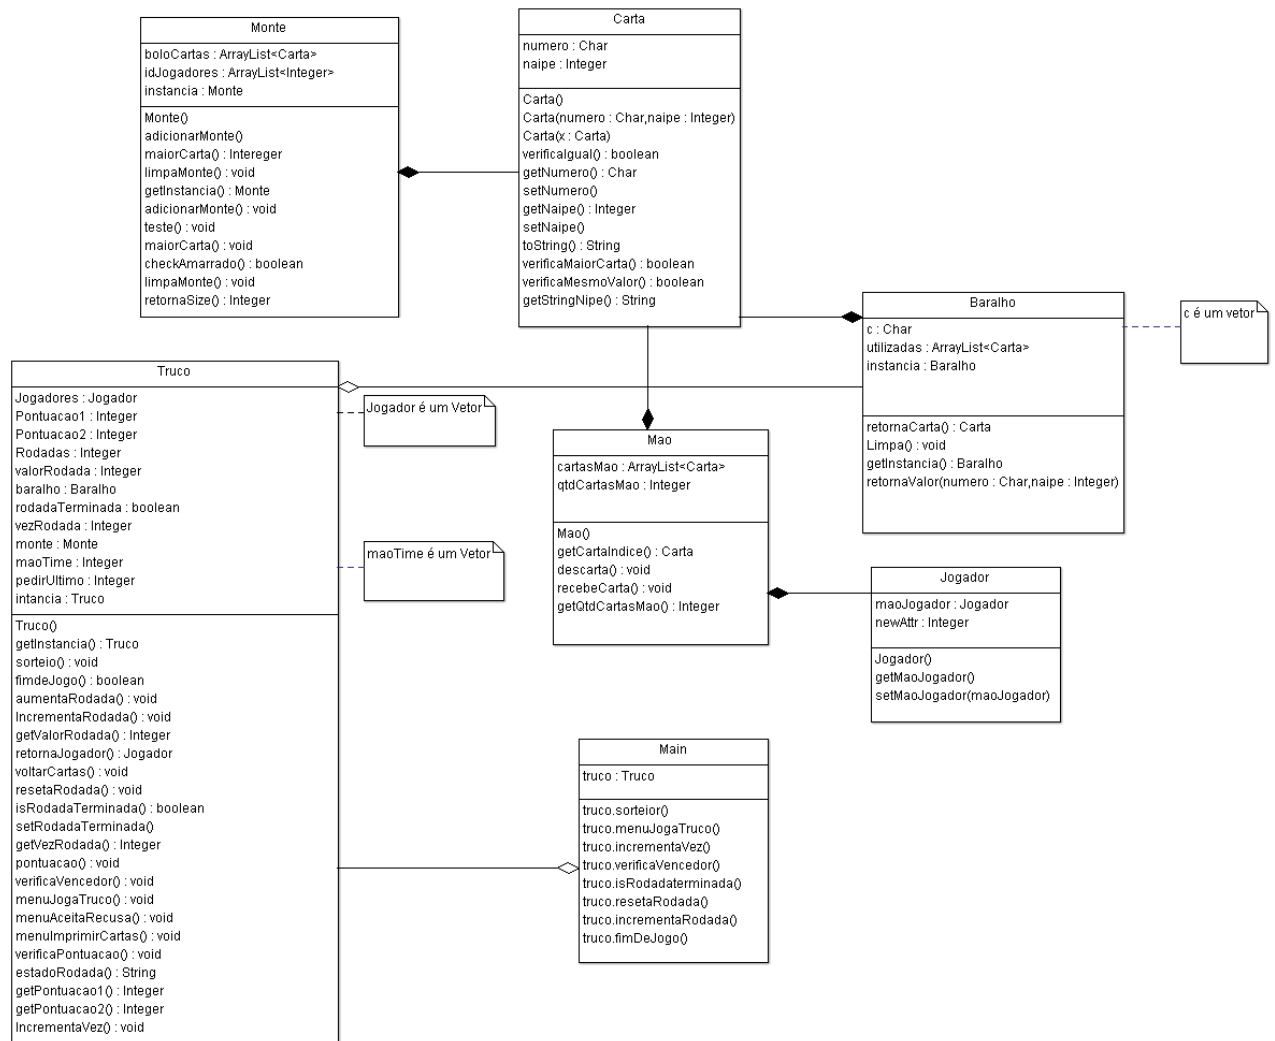 Monte
boloCartas : ArrayList<Carta>
idJogadores : ArrayList<Integer>
instancia : Monte
Monte()
adicionarMonte()
maiorCarta() : Intereger
limpaMonte() : void
getInstancia() : Monte
adicionarMonte() : void
teste() : void
maiorCarta() : void
checkAmarrado() : boolean
limpaMonte() : void
retornaSize() : Integer
Carta
numero : Char
naipe : Integer
Carta()
Carta(numero : Char,naipe : Integer)
Carta(x : Carta)
verificaIgual() : boolean
getNumero() : Char
setNumero()
getNaipe() : Integer
setNaipe()
toString() : String
verificaMaiorCarta() : boolean
verificaMesmoValor() : boolean
getStringNipe() : String
Baralho
c : Char
utilizadas : ArrayList<Carta>
instancia : Baralho
retornaCarta() : Carta
Limpa() : void
getInstancia() : Baralho
retornaValor(numero : Char,naipe : Integer)
c é um vetor
Truco
Jogadores : Jogador
Pontuacao1 : Integer
Pontuacao2 : Integer
Rodadas : Integer
valorRodada : Integer
baralho : Baralho
rodadaTerminada : boolean
vezRodada : Integer
monte : Monte
maoTime : Integer
pedirUltimo : Integer
intancia : Truco
Truco()
getInstancia() : Truco
sorteio() : void
fimdeJogo() : boolean
aumentaRodada() : void
IncrementaRodada() : void
getValorRodada() : Integer
retornaJogador() : Jogador
voltarCartas() : void
resetaRodada() : void
isRodadaTerminada() : boolean
setRodadaTerminada()
getVezRodada() : Integer
pontuacao() : void
verificaVencedor() : void
menuJogaTruco() : void
menuAceitaRecusa() : void
menuImprimirCartas() : void
verificaPontuacao() : void
estadoRodada() : String
getPontuacao1() : Integer
getPontuacao2() : Integer
IncrementaVez() : void
Jogador é um Vetor
maoTime é um Vetor
Mao
cartasMao : ArrayList<Carta>
qtdCartasMao : Integer
Mao()
getCartaIndice() : Carta
descarta() : void
recebeCarta() : void
getQtdCartasMao() : Integer
Jogador
maoJogador : Jogador
newAttr : Integer
Jogador()
getMaoJogador()
setMaoJogador(maoJogador)
Main
truco : Truco
truco.sorteior()
truco.menuJogaTruco()
truco.incrementaVez()
truco.verificaVencedor()
truco.isRodadaterminada()
truco.resetaRodada()
truco.incrementaRodada()
truco.fimDeJogo()